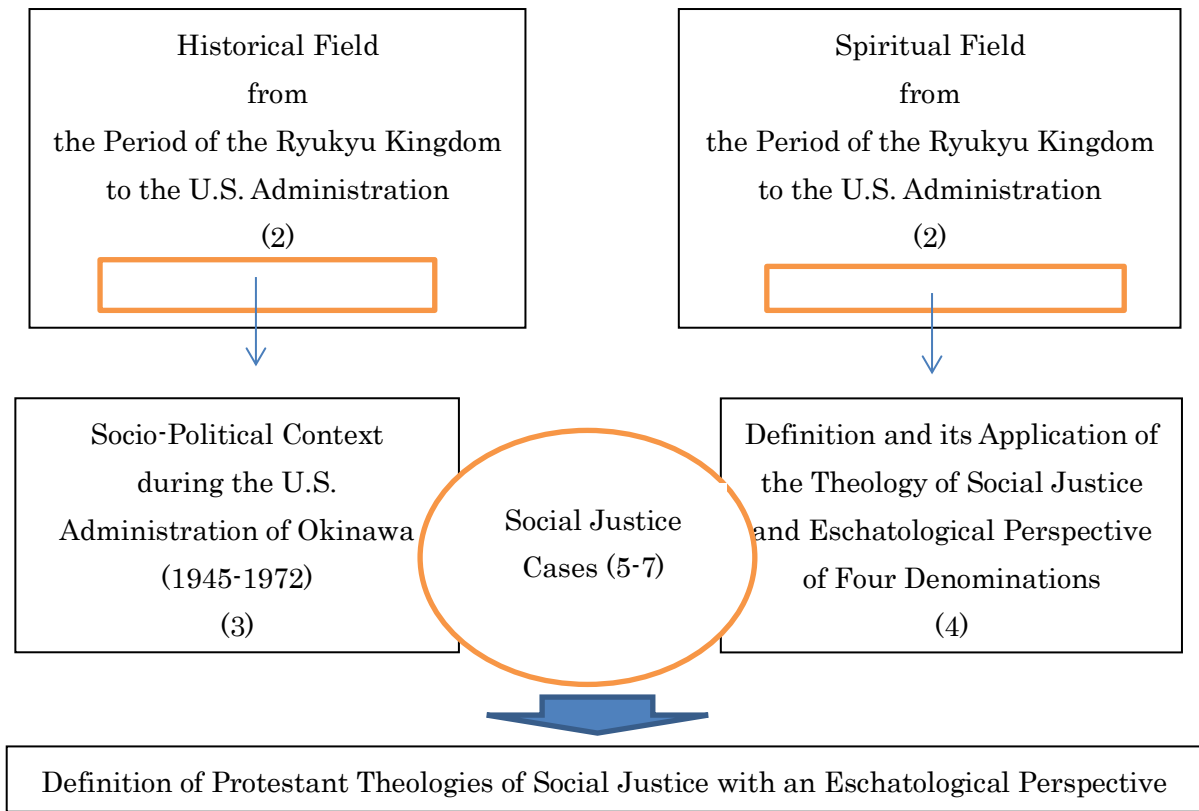 Historical Field
from
the Period of the Ryukyu Kingdom
to the U.S. Administration
(2)
Spiritual Field
from
the Period of the Ryukyu Kingdom
to the U.S. Administration
(2)
Socio-Political Context
during the U.S.
Administration of Okinawa
(1945-1972)
(3)
Social Justice
Cases (5-7)
Definition and its Application of
the Theology of Social Justice
and Eschatological Perspective
of Four Denominations
(4)
Definition of Protestant Theologies of Social Justice with an Eschatological Perspective